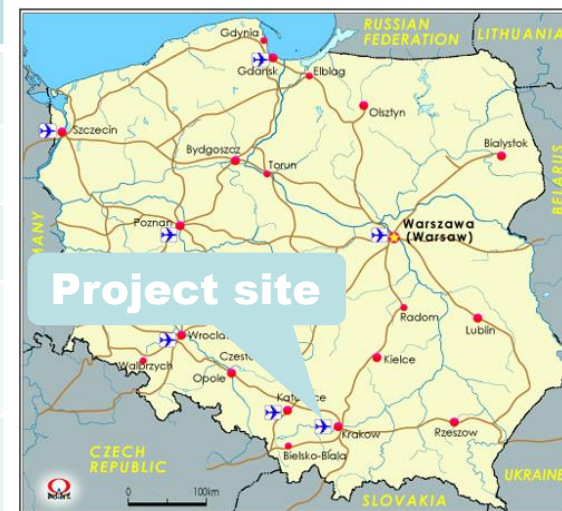 RUSSIAN
FEDERATION
LITHUANIA
Gdynia
Gdańsk
Elblag
Olsztyn
Szczecin
Bialystok
Bydgoszcz
Torun
BELARUS
Poznan
Warszawa
(Warsaw)
Project site
Radom
Lublin
Wroclaw
Walbrzych
Opole
Kielce
Krakow
Rzeszow
Bielsko-Biala
CZECH
REPUBLIC
UKRAINE
SLOVAKIA
0
100km